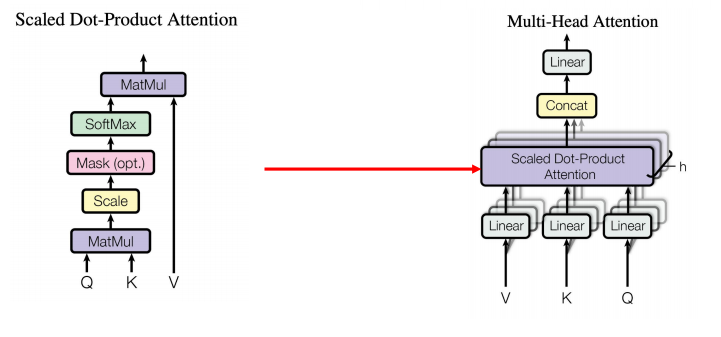 Scaled Dot-Product Attention
MatMul
SoftMax
Mask (opt.)
Scale
MatMul
Q K V
Multi-Head Attention
Linear
Concat
Scaled Dot-Product
Attention
h
Linear Linear Linear
V K Q